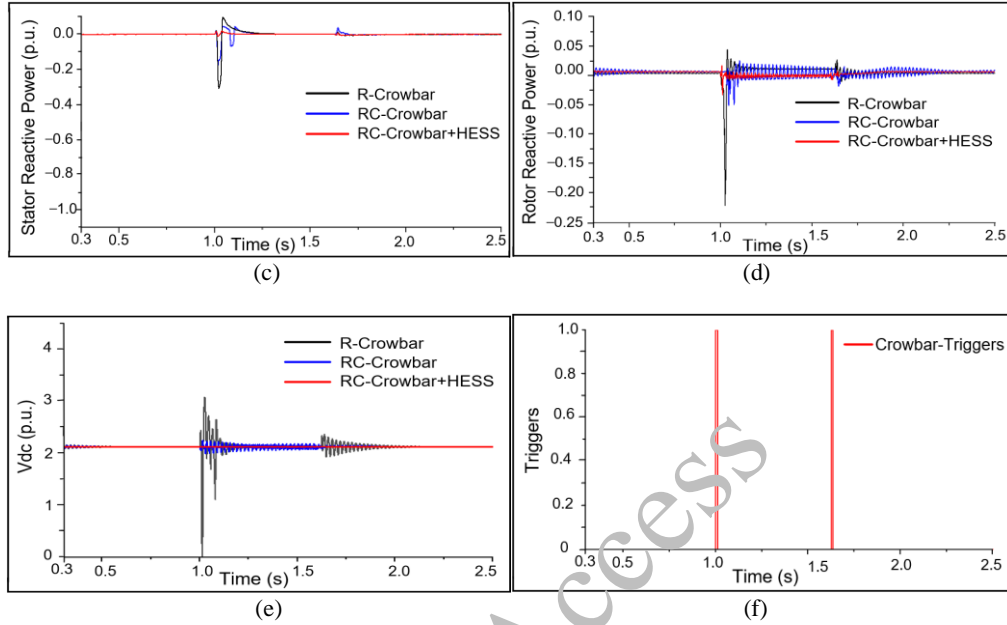 Stator Reactive Power (p.u.)
0.0
−0.2
−0.4
−0.6
−0.8
−1.0
R-Crowbar
RC-Crowbar
RC-Crowbar+HESS
0.3 0.5 1.0 1.5 2.0 2.5
Time (s)
(c)
Rotor Reactive Power (p.u.)
0.10
0.05
0.00
−0.05
−0.10
−0.15
−0.20
−0.25
R-Crowbar
RC-Crowbar
RC-Crowbar+HESS
0.3 0.5 1.0 1.5 2.0 2.5
Time (s)
(d)
Vdc (p.u.)
4
3
2
2
0
R-Crowbar
RC-Crowbar
RC-Crowbar+HESS
0.3 0.5 1.0 1.5 2.0 2.5
Time (s)
(e)
Triggers
1.0
0.8
0.6
0.4
0.2
0
Crowbar-Triggers
0.3 0.5 1.0 1.5 2.0 2.5
Time (s)
(f)
Access